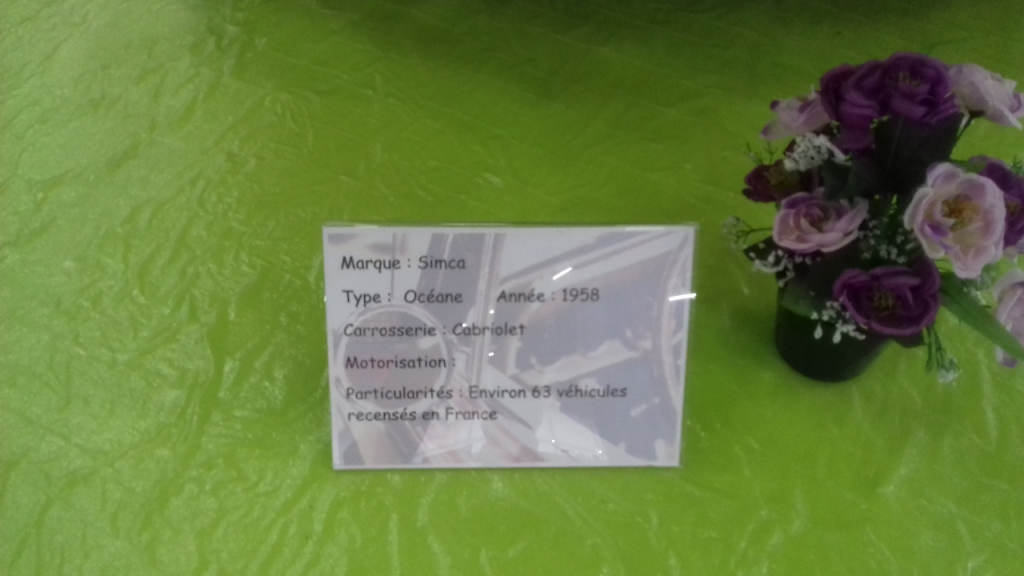 Marque : Simca
Type : Océane Année : 1958
Carrosserie : Cabriolet
Motorisation :
Particularités : Environ 63 véhicules
recensés en France